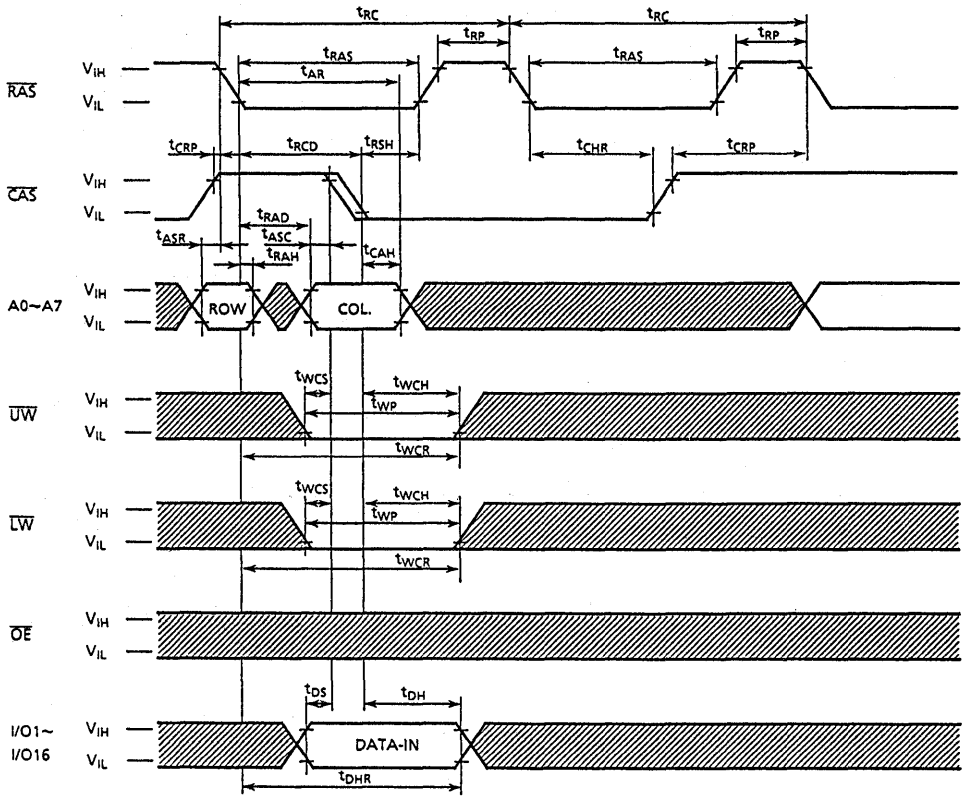 tRC tRC
tRP tRP
tRAS tRAS
tAR
RAS VIH
VIL
tCRP tRCD tRSH tCHR tCRP
CAS VIH
VIL
tRAD
tASR tASC
tRAH tCAH
A0~A7 VIH
VIL
ROW COL.
tWCS tWCH
tWP
UW VIH
VIL
tWCR
tWCS tWCH
tWP
LW VIH
VIL
tWCR
OE VIH
VIL
tDS tDH
I/O1~
I/O16
VIH
VIL
DATA-IN
tDHR